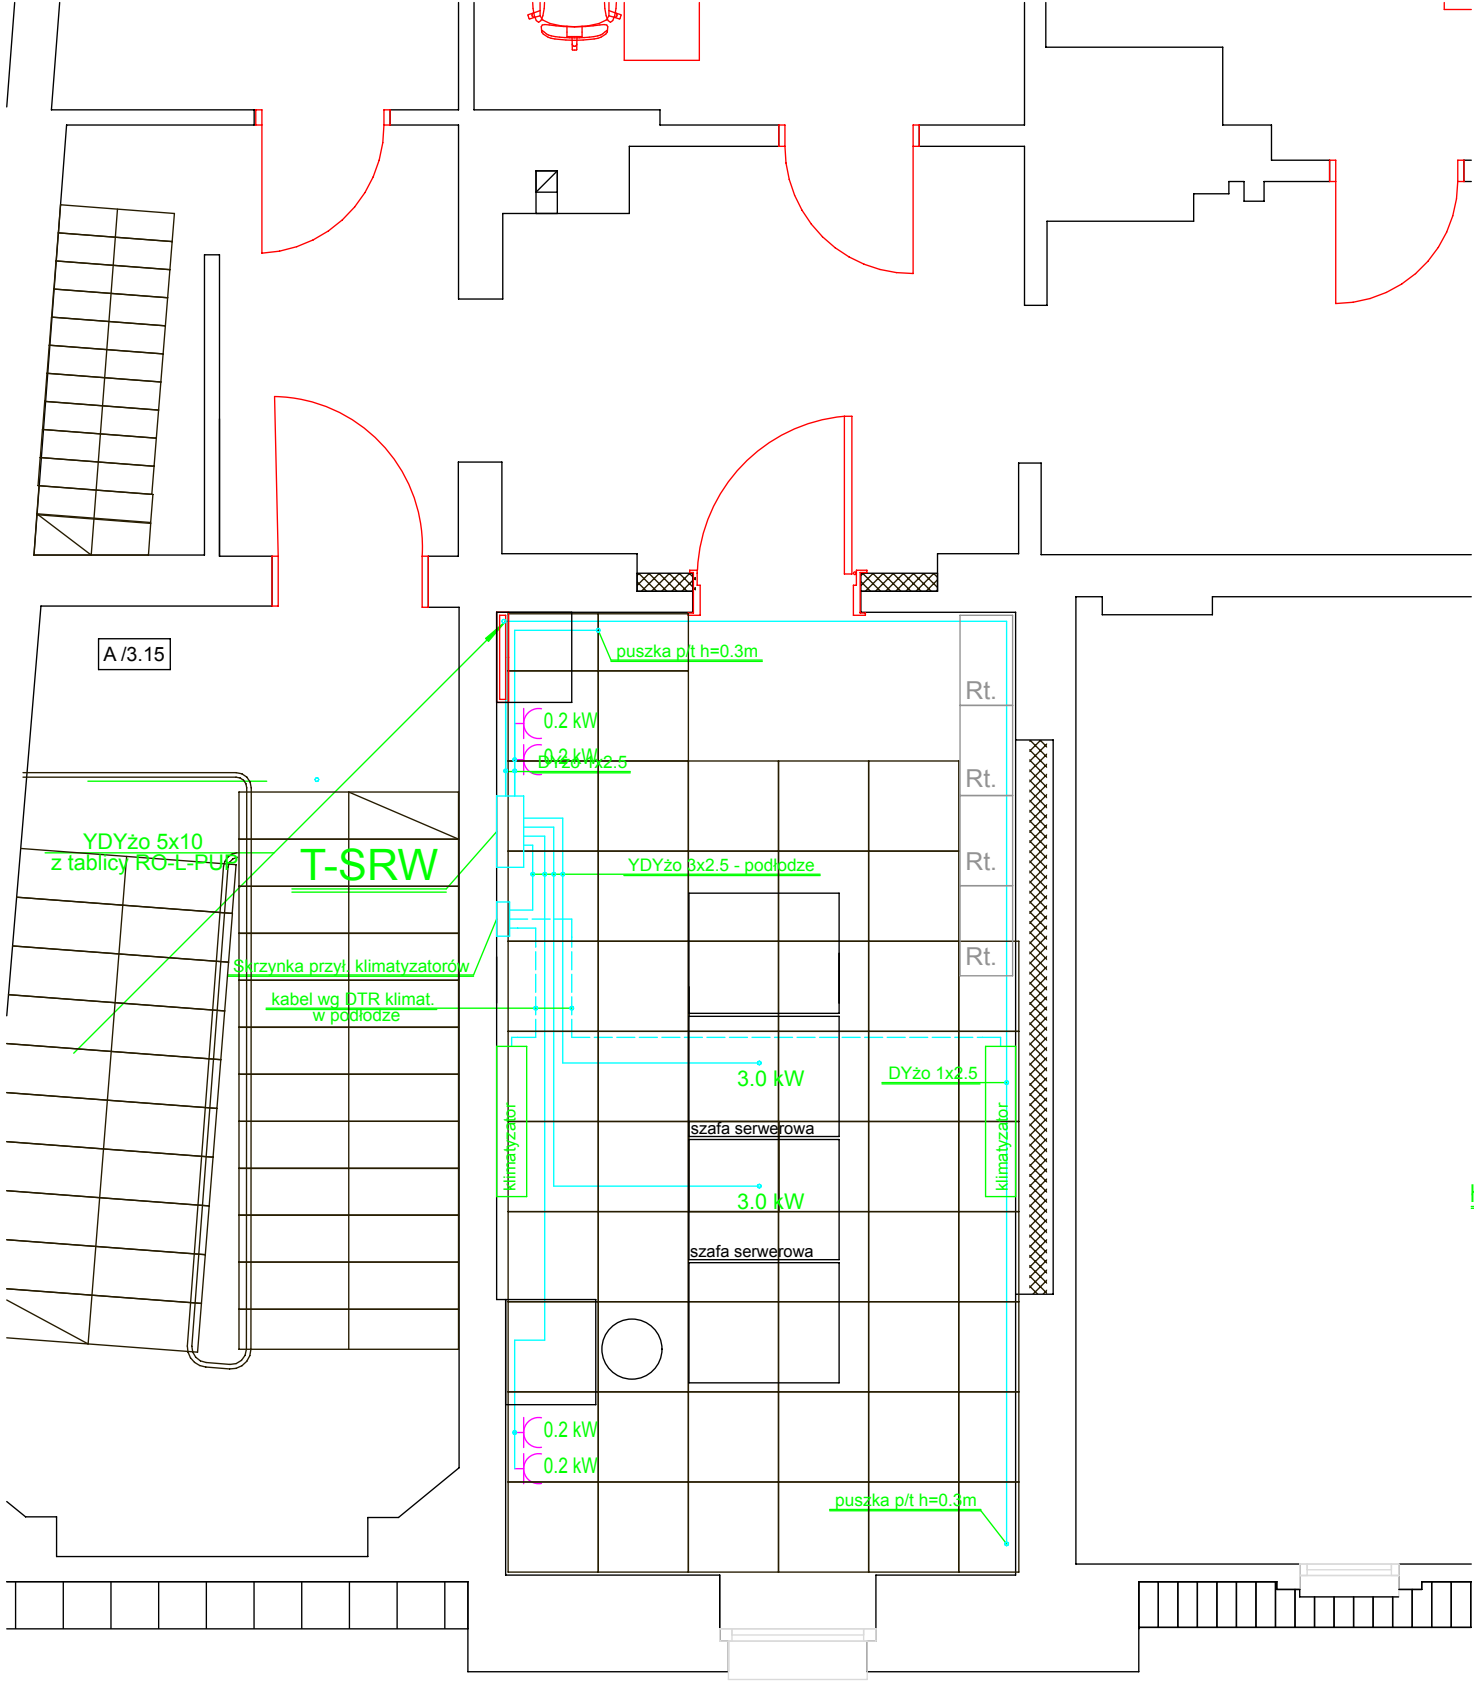 A /3.15
puszka p/t h=0.3m
Rt.
0.2 kW
0.2 kW
DYżo 1x2.5
Rt.
YDYżo 5x10
z tablicy RO-L-PUP
T-SRW
YDYżo 3x2.5 - podłodze
Rt.
Rt.
Skrzynka przył. klimatyzatorów
kabel wg DTR klimat.
w podłodze
3.0 kW
DYżo 1x2.5
klimatyzator
szafa serwerowa
klimatyzator
3.0 kW
szafa serwerowa
0.2 kW
0.2 kW
puszka p/t h=0.3m